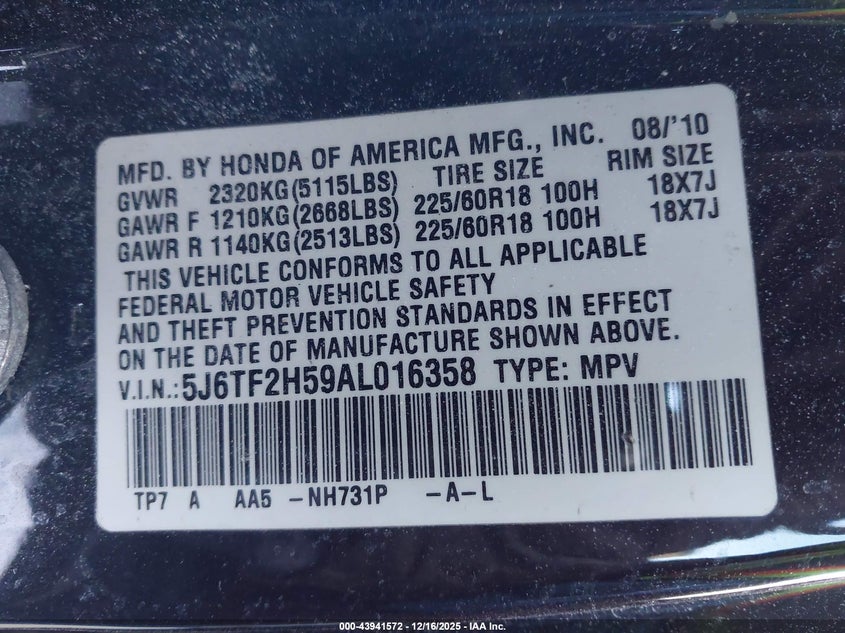 MFD. BY HONDA OF AMERICA MFG., INC. 08/'10
GVWR 2320KG(5115LBS) TIRE SIZE RIM SIZE
GAWR F 1210KG(2668LBS) 225/60R18 100H 18X7J
GAWR R 1140KG(2513LBS) 225/60R18 100H 18X7J
THIS VEHICLE CONFORMS TO ALL APPLICABLE
FEDERAL MOTOR VEHICLE SAFETY
AND THEFT PREVENTION STANDARDS IN EFFECT
ON THE DATE OF MANUFACTURE SHOWN ABOVE.
V.I.N.:5J6TF2H59AL016358 TYPE: MPV
TP7 A AA5 -NH731P -A-L
000-43941572 - 12/16/2025 - IAA Inc.